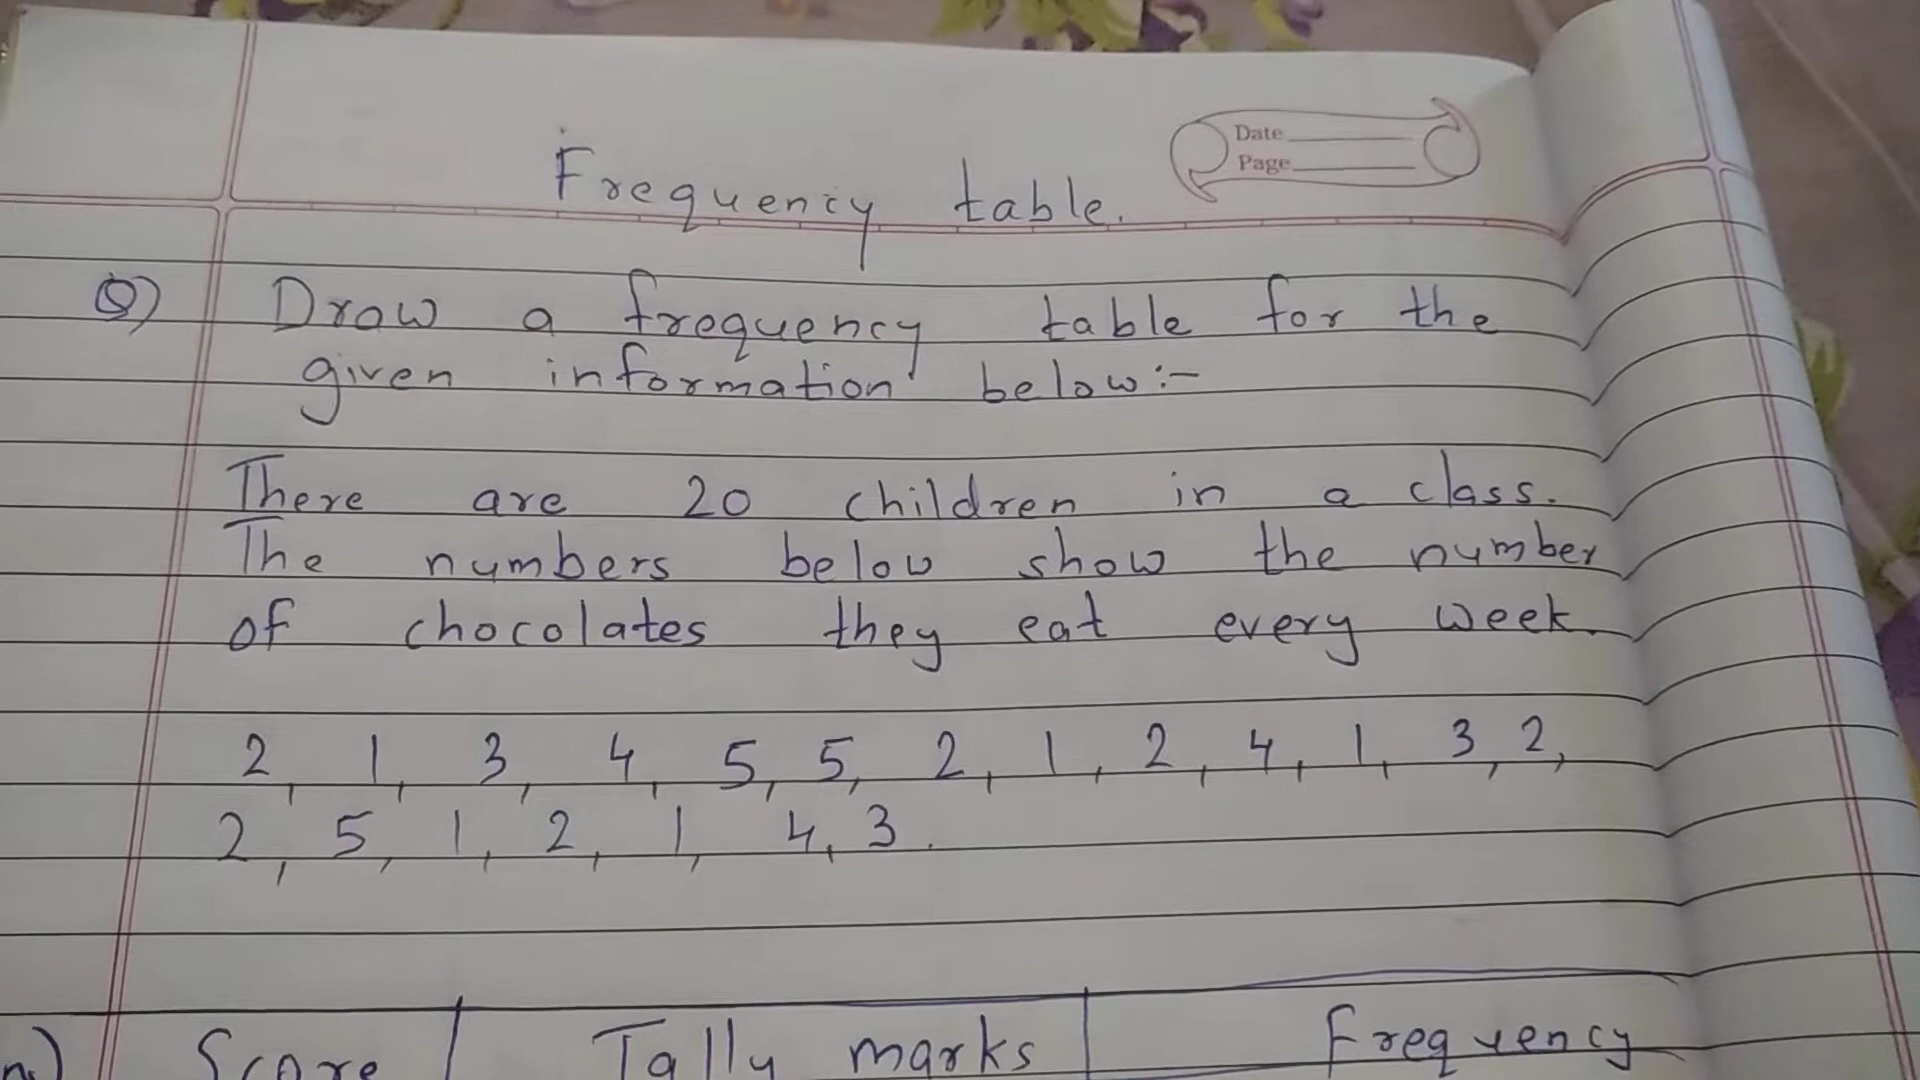 Date
Page
Frequency table.
Q) Draw a frequency table for the
given information below:-
There are 20 children in a class.
The numbers below show the number
of chocolates they eat every week.
2, 1, 3, 4, 5, 5, 2, 1, 2, 4, 1, 3, 2,
2, 5, 1, 2, 1, 4, 3.
Score Tally marks Frequency